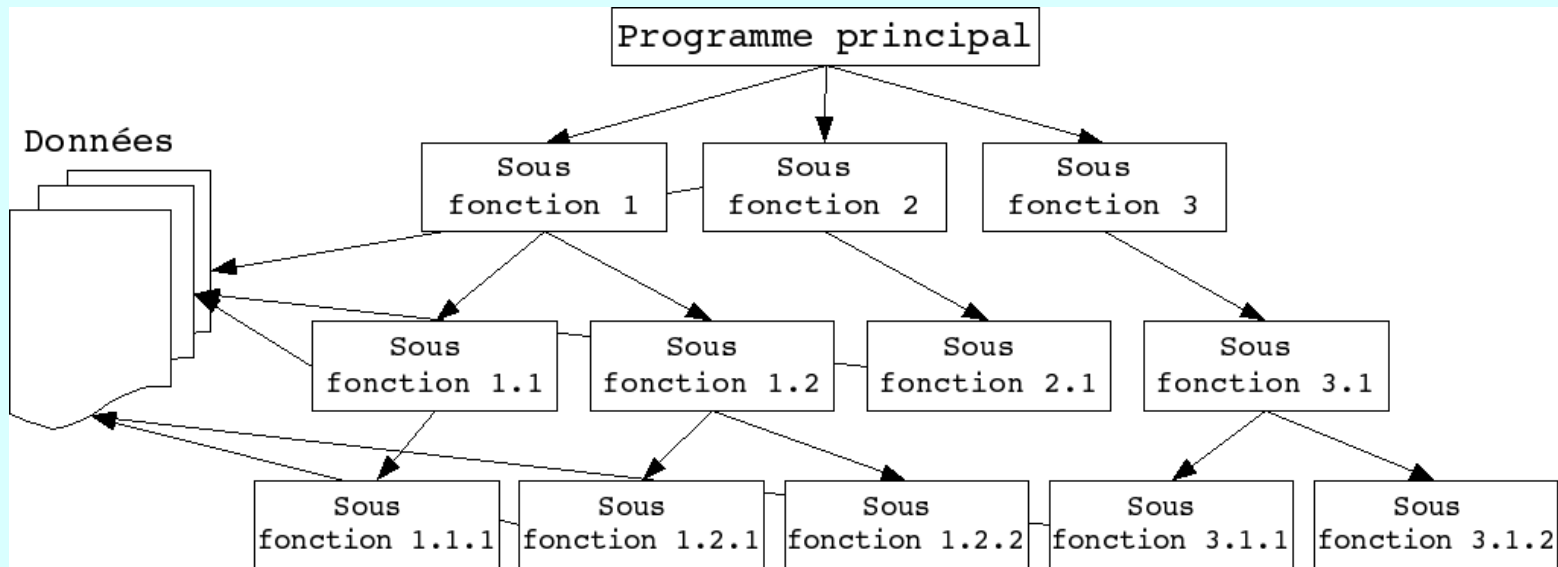 Programme principal
Données
Sous
fonction 1
Sous
fonction 2
Sous
fonction 3
Sous
fonction 1.1
Sous
fonction 1.2
Sous
fonction 2.1
Sous
fonction 3.1
Sous
fonction 1.1.1
Sous
fonction 1.2.1
Sous
fonction 1.2.2
Sous
fonction 3.1.1
Sous
fonction 3.1.2